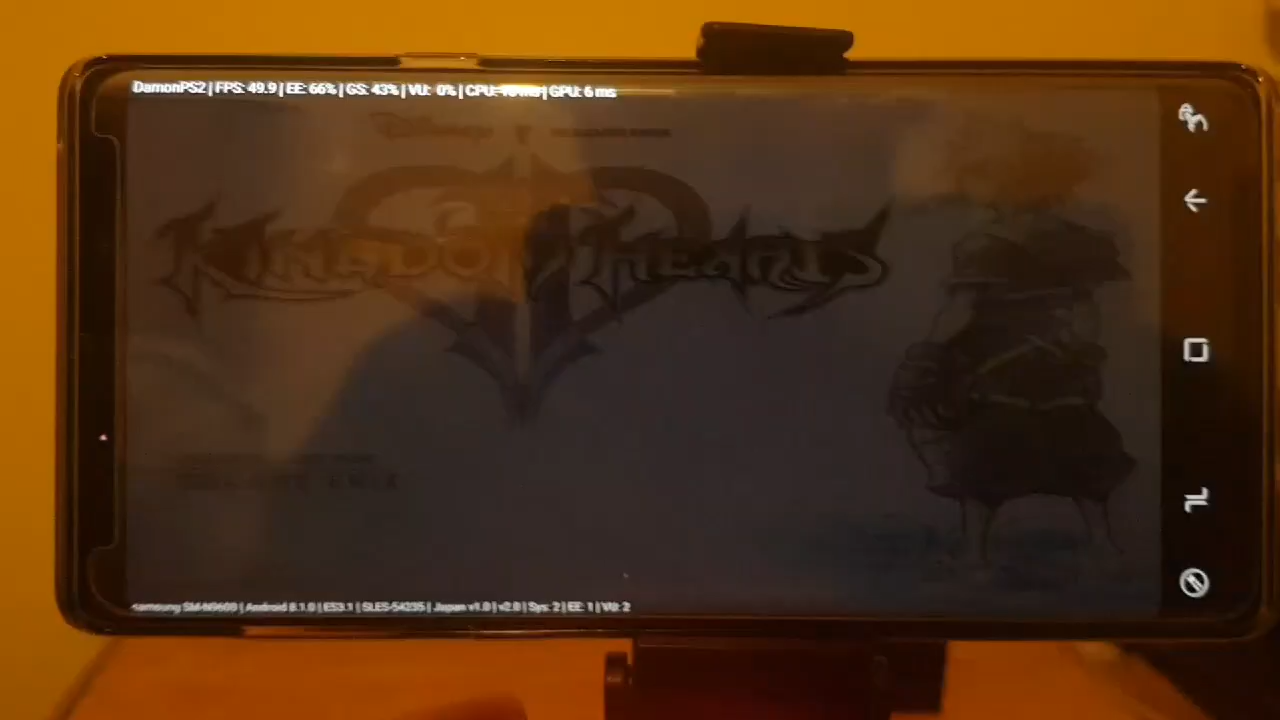 DamonPS2 | FPS: 49.9 | EE: 66% | GS: 43% | VU: 0% | CPU: | GPU: 6 ms
Disney
KINGDOM HEARTS
samsung SM-N9600 | Android 8.1.0 | ES3.1 | SLES-54235 | Japan v1.0 | v2.0 | Sys: 2 | EE: 1 | VU: 2